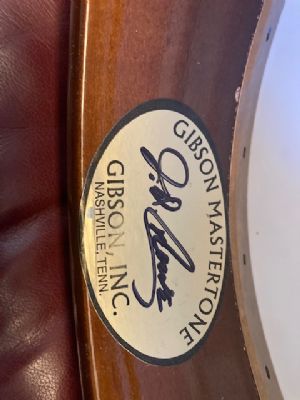 GIBSON MASTERTONE
GIBSON, INC.
NASHVILLE, TENN.